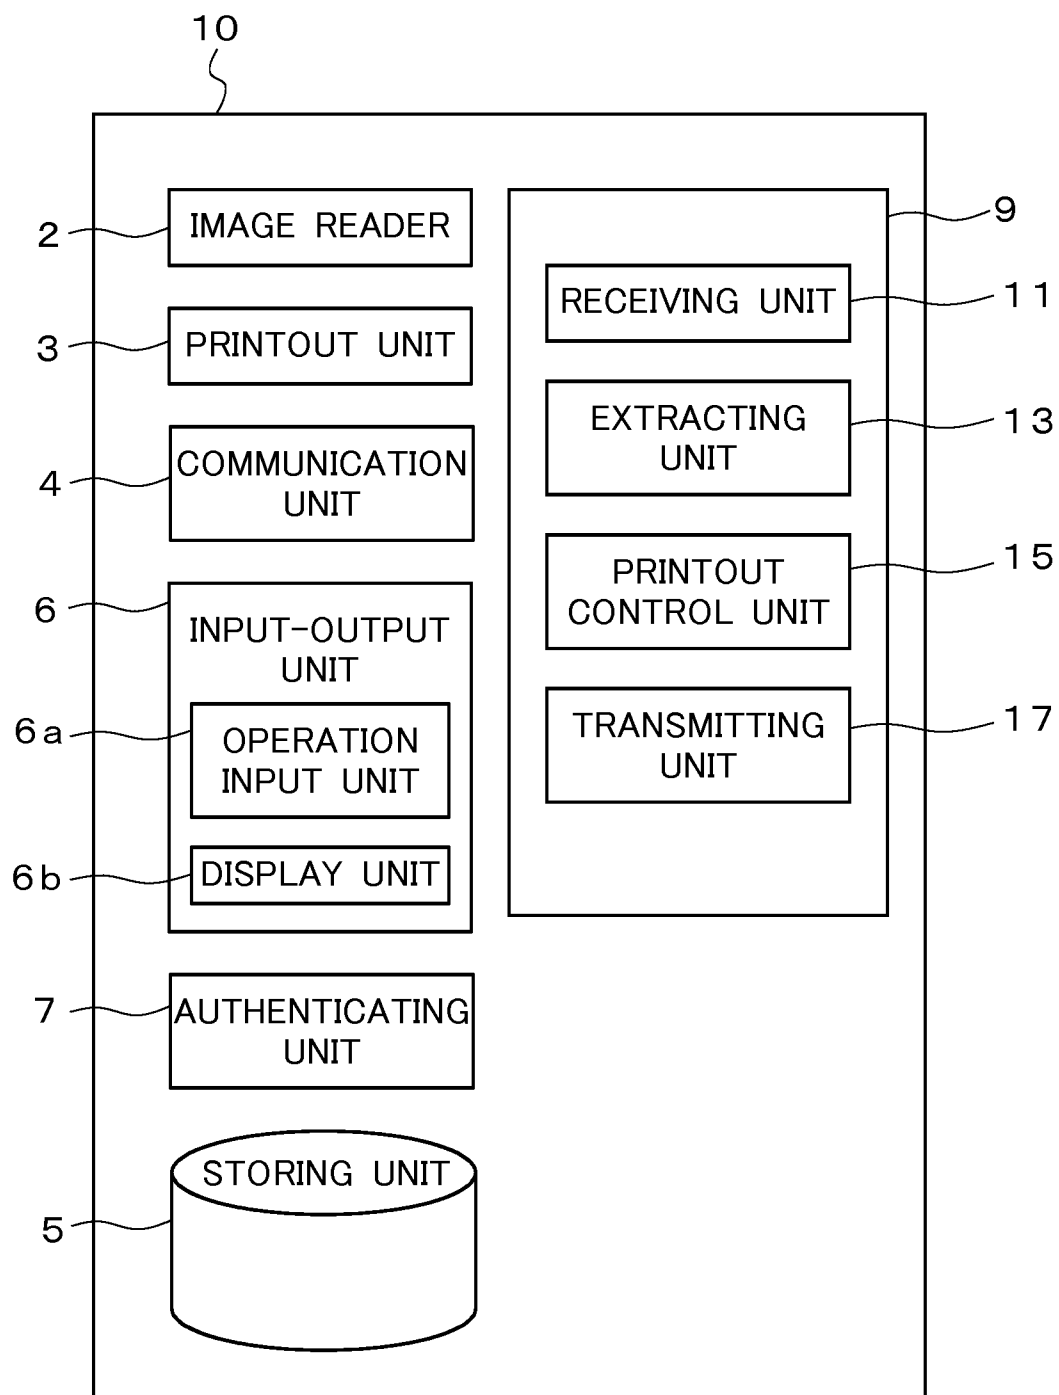 10
2
IMAGE READER
3
PRINTOUT UNIT
4
COMMUNICATION
UNIT
6
INPUT-OUTPUT
UNIT
6a
OPERATION
INPUT UNIT
6b
DISPLAY UNIT
7
AUTHENTICATING
UNIT
5
STORING UNIT
9
RECEIVING UNIT
11
EXTRACTING
UNIT
13
PRINTOUT
CONTROL UNIT
15
TRANSMITTING
UNIT
17